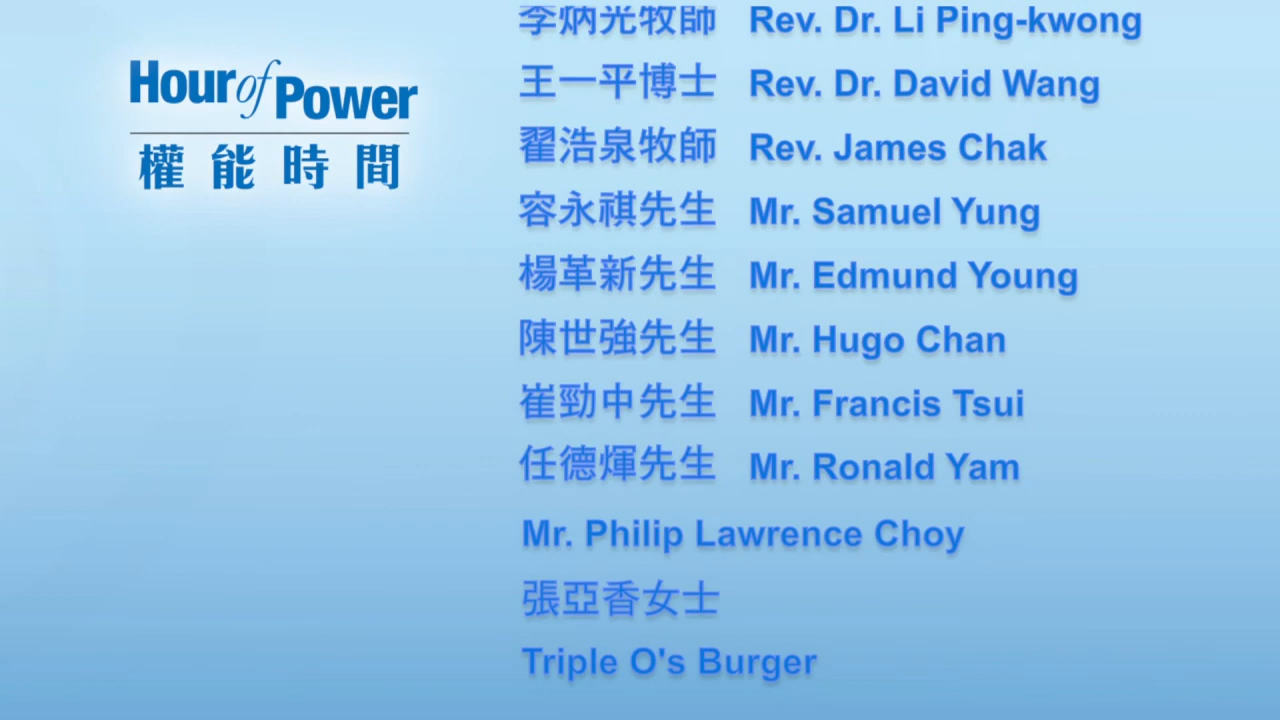 Hour of Power
權能時間
李炳光牧師 Rev. Dr. Li Ping-kwong
王一平博士 Rev. Dr. David Wang
翟浩泉牧師 Rev. James Chak
容永祺先生 Mr. Samuel Yung
楊革新先生 Mr. Edmund Young
陳世強先生 Mr. Hugo Chan
崔勁中先生 Mr. Francis Tsui
任德煇先生 Mr. Ronald Yam
Mr. Philip Lawrence Choy
張亞香女士
Triple O's Burger